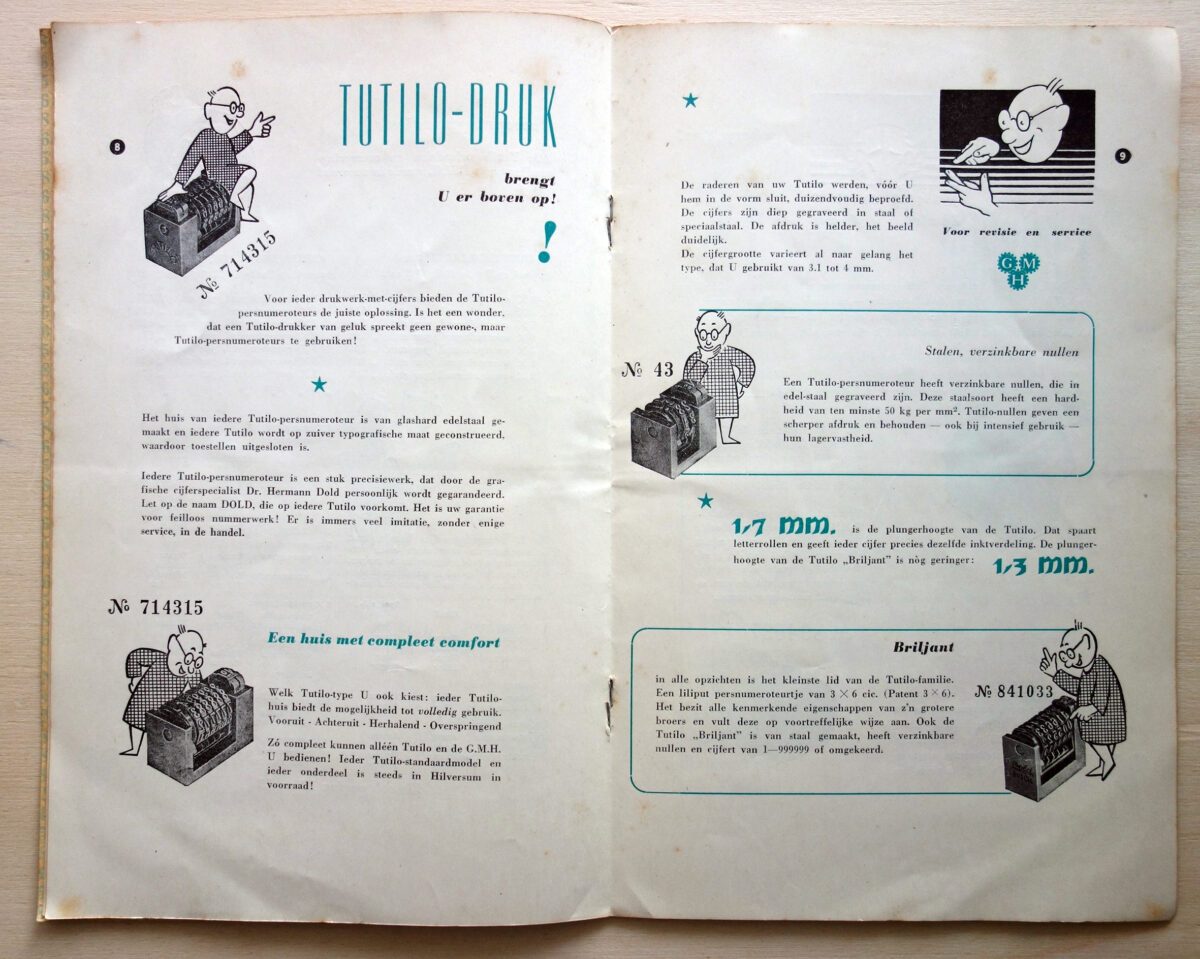 8
TUTILO-DRUK
brengt
U er boven op!
!
№ 714315
Voor ieder drukwerk-met-cijfers bieden de Tutilo-
persnumeroteurs de juiste oplossing. Is het een wonder,
dat een Tutilo-drukker van geluk spreekt geen gewone-, maar
Tutilo-persnumeroteurs te gebruiken!
Het huis van iedere Tutilo-persnumeroteur is van glashard edelstaal ge-
maakt en iedere Tutilo wordt op zuiver typografische maat geconstrueerd,
waardoor toestellen uitgesloten is.
Iedere Tutilo-persnumeroteur is een stuk precisiewerk, dat door de gra-
fische cijferspecialist Dr. Hermann Dold persoonlijk wordt gegarandeerd.
Let op de naam DOLD, die op iedere Tutilo voorkomt. Het is uw garantie
voor feilloos nummerwerk! Er is immers veel imitatie, zonder enige
service, in de handel.
№ 714315
Een huis met compleet comfort
Welk Tutilo-type U ook kiest: ieder Tutilo-
huis biedt de mogelijkheid tot volledig gebruik.
Vooruit - Achteruit - Herhalend - Overspringend
Zó compleet kunnen alléén Tutilo en de G.M.H.
U bedienen! Ieder Tutilo-standaardmodel en
ieder onderdeel is steeds in Hilversum in
voorraad!
9
De raderen van uw Tutilo werden, vóór U
hem in de vorm sluit, duizendvoudig beproefd.
De cijfers zijn diep gegraveerd in staal of
speciaalstaal. De afdruk is helder, het beeld
duidelijk.
De cijfergrootte varieert al naar gelang het
type, dat U gebruikt van 3.1 tot 4 mm.
Voor revisie en service
G M
H
№ 43
Stalen, verzinkbare nullen
Een Tutilo-persnumeroteur heeft verzinkbare nullen, die in
edel-staal gegraveerd zijn. Deze staalsoort heeft een hard-
heid van ten minste 50 kg per mm². Tutilo-nullen geven een
scherper afdruk en behouden — ook bij intensief gebruik —
hun lagervastheid.
1,7 mm. is de plungerhoogte van de Tutilo. Dat spaart
letterrollen en geeft ieder cijfer precies dezelfde inktverdeling. De plunger-
hoogte van de Tutilo „Briljant" is nòg geringer: 1,3 mm.
Briljant
in alle opzichten is het kleinste lid van de Tutilo-familie.
Een liliput persnumeroteurtje van 3 × 6 cic. (Patent 3 × 6).
Het bezit alle kenmerkende eigenschappen van z'n grotere
broers en vult deze op voortreffelijke wijze aan. Ook de
Tutilo „Briljant" is van staal gemaakt, heeft verzinkbare
nullen en cijfert van 1—999999 of omgekeerd.
№ 841033